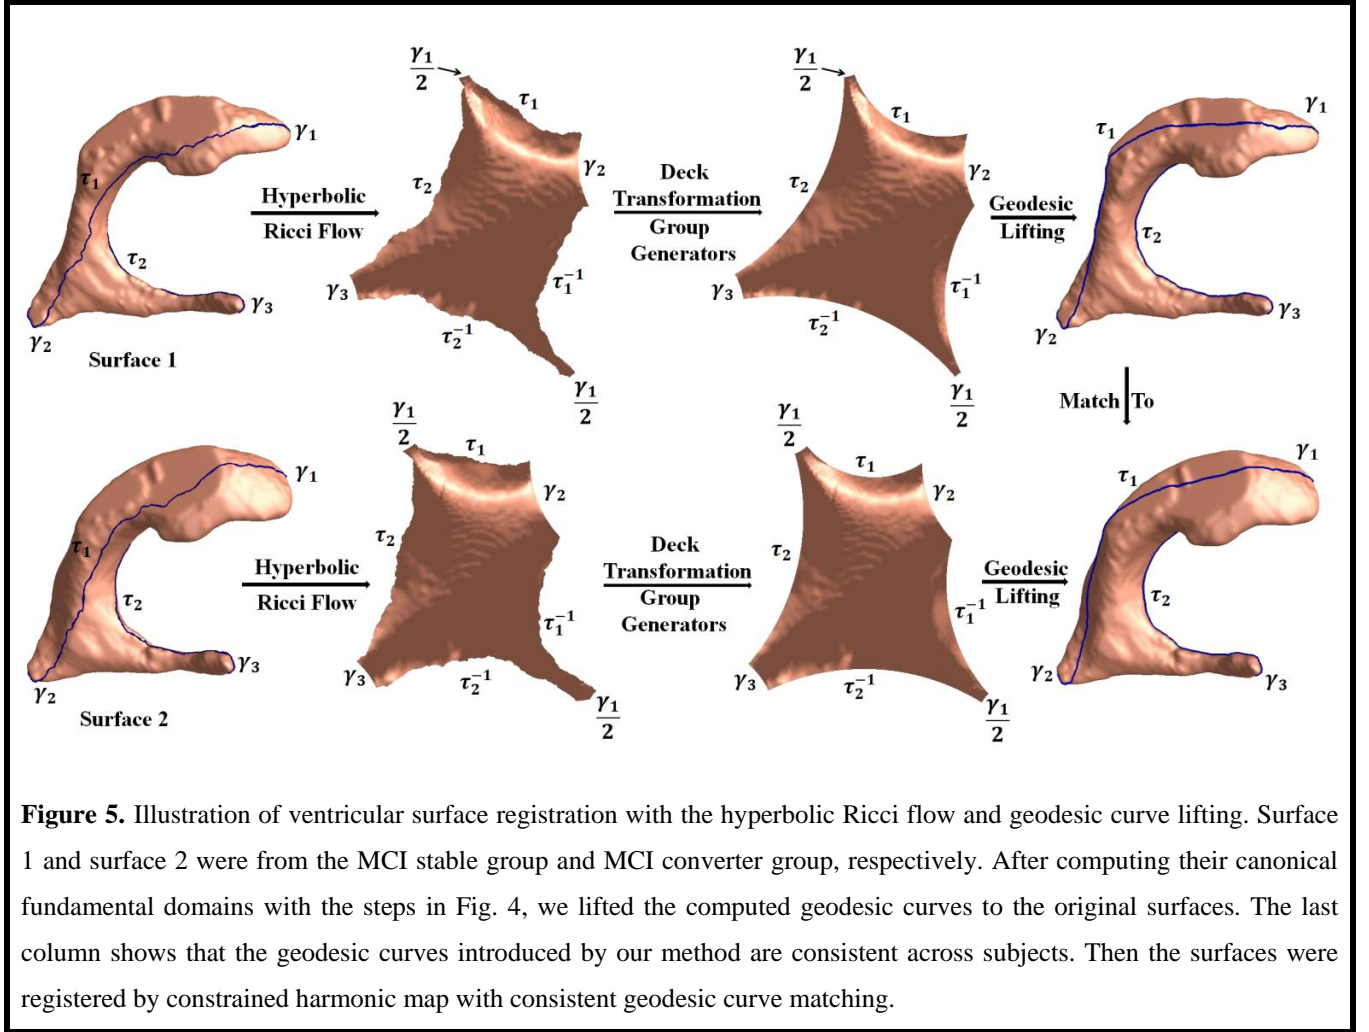 γ₁/2
τ₁
γ₁
τ₁
τ₂
γ₂
γ₃
Surface 1
Hyperbolic
Ricci Flow
τ₂
γ₂
γ₃
τ₁⁻¹
τ₂⁻¹
γ₁/2
Deck
Transformation
Group
Generators
γ₁/2
τ₁
τ₂
γ₂
γ₃
τ₁⁻¹
τ₂⁻¹
γ₁/2
Geodesic
Lifting
γ₁
τ₁
τ₂
γ₃
γ₂
Match To
γ₁
τ₁
τ₂
γ₃
γ₂
Surface 2
Hyperbolic
Ricci Flow
γ₁/2
τ₁
γ₂
τ₂
τ₁⁻¹
γ₃
τ₂⁻¹
γ₁/2
Deck
Transformation
Group
Generators
γ₁/2
τ₁
γ₂
τ₂
τ₁⁻¹
γ₃
τ₂⁻¹
γ₁/2
Geodesic
Lifting
γ₁
τ₁
τ₂
γ₂
γ₃
Figure 5. Illustration of ventricular surface registration with the hyperbolic Ricci flow and geodesic curve lifting. Surface
1 and surface 2 were from the MCI stable group and MCI converter group, respectively. After computing their canonical
fundamental domains with the steps in Fig. 4, we lifted the computed geodesic curves to the original surfaces. The last
column shows that the geodesic curves introduced by our method are consistent across subjects. Then the surfaces were
registered by constrained harmonic map with consistent geodesic curve matching.